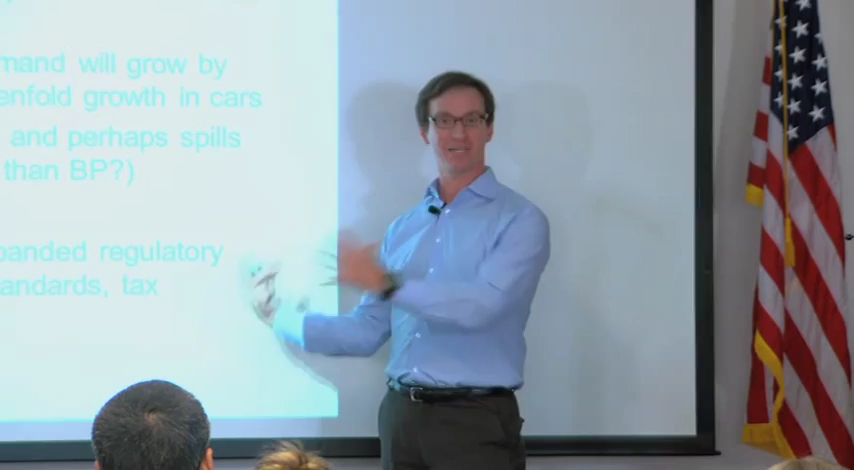 mand will grow by
enfold growth in cars
and perhaps spills
than BP?)
panded regulatory
andards, tax